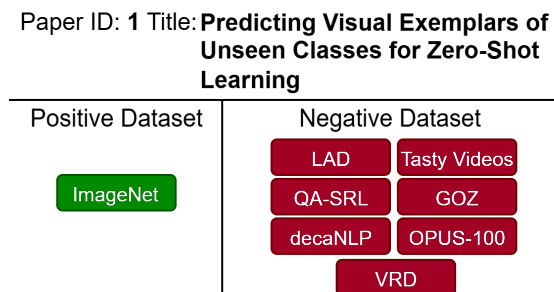 Paper ID: 1 Title: Predicting Visual Exemplars of
Unseen Classes for Zero-Shot
Learning
Positive Dataset Negative Dataset
LAD Tasty Videos
ImageNet QA-SRL GOZ
decaNLP OPUS-100
VRD